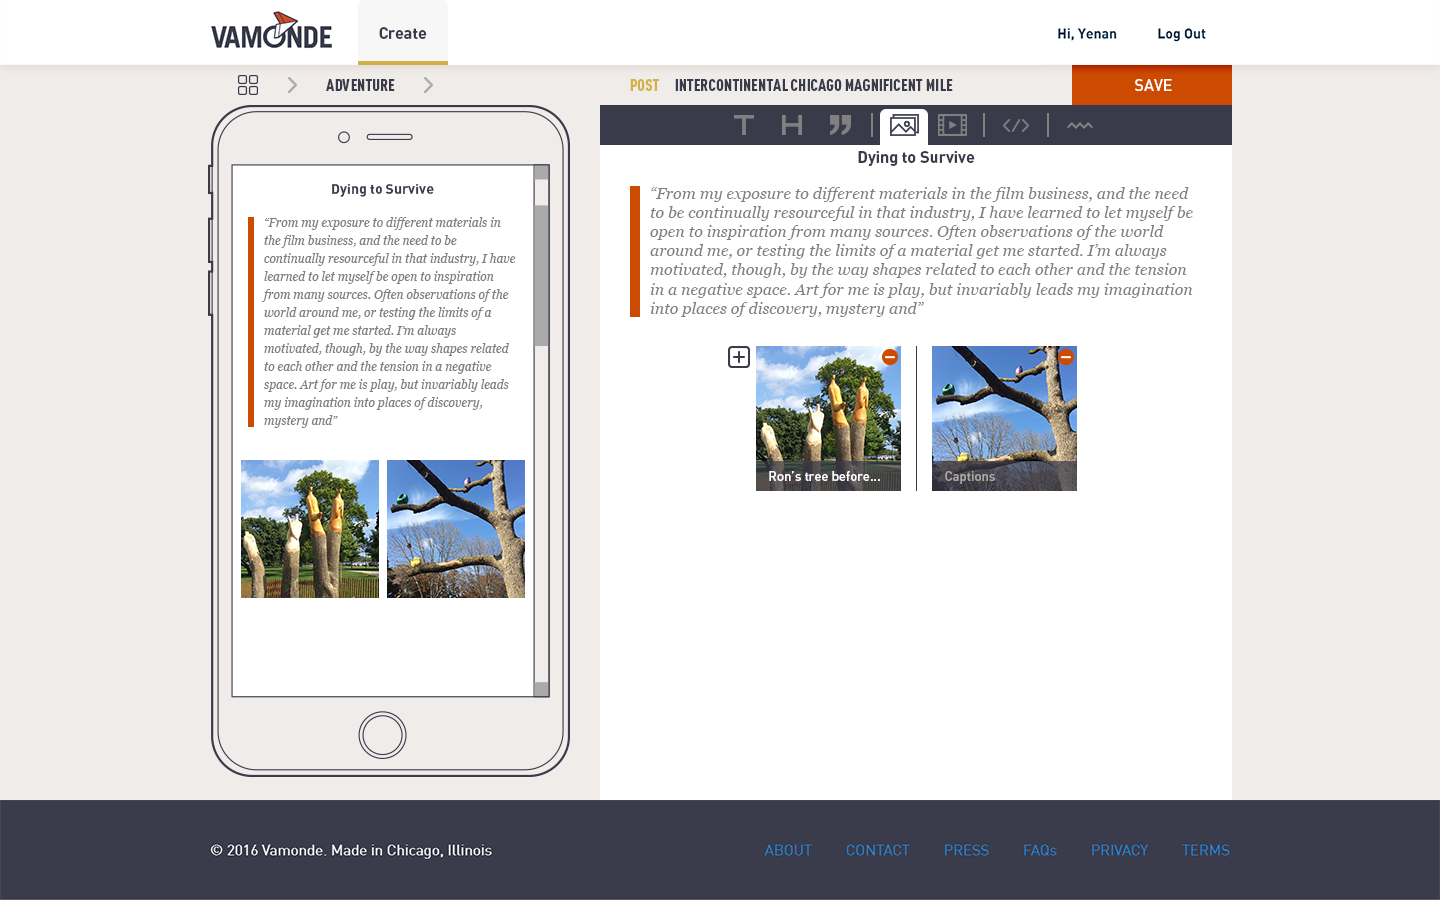 VAMONDE
Create
Hi, Yenan
Log Out
ADVENTURE
POST INTERCONTINENTAL CHICAGO MAGNIFICENT MILE
SAVE
T H ” </>
Dying to Survive
“From my exposure to different materials in
the film business, and the need to be
continually resourceful in that industry, I have
learned to let myself be open to inspiration
from many sources. Often observations of the
world around me, or testing the limits of a
material get me started. I’m always
motivated, though, by the way shapes related
to each other and the tension in a negative
space. Art for me is play, but invariably leads
my imagination into places of discovery,
mystery and”
Dying to Survive
“From my exposure to different materials in the film business, and the need
to be continually resourceful in that industry, I have learned to let myself be
open to inspiration from many sources. Often observations of the world
around me, or testing the limits of a material get me started. I’m always
motivated, though, by the way shapes related to each other and the tension
in a negative space. Art for me is play, but invariably leads my imagination
into places of discovery, mystery and”
Ron’s tree before...
Captions
© 2016 Vamonde. Made in Chicago, Illinois
ABOUT
CONTACT
PRESS
FAQs
PRIVACY
TERMS